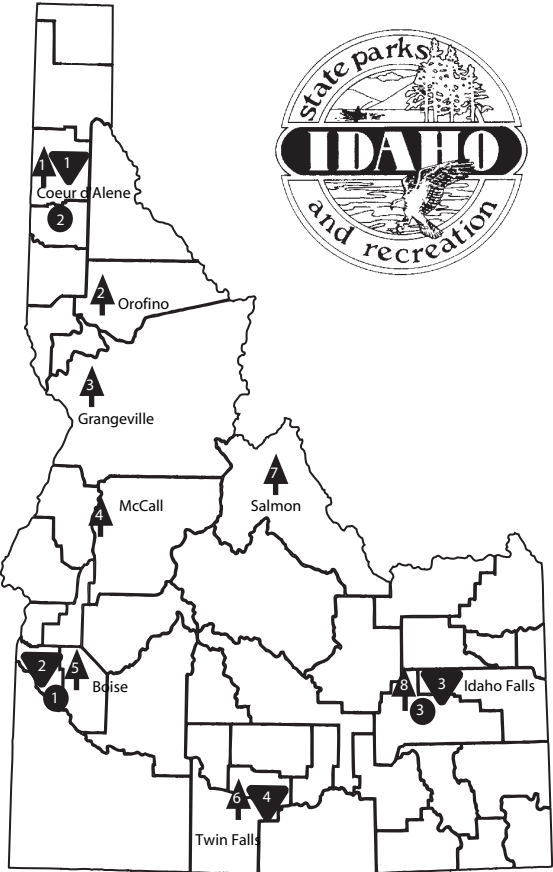 state parks
IDAHO
and recreation
1
1
Coeur d'Alene
2
2
Orofino
3
Grangeville
7
4
McCall
Salmon
2
5
Boise
1
8
3
Idaho Falls
3
6
4
Twin Falls